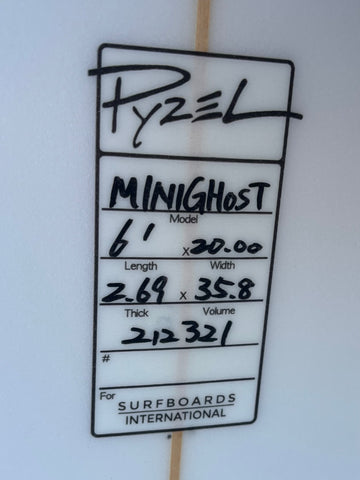 PYZEL
MINIGHOST
Model
6' x 20.00
Length Width
2.69 x 35.8
Thick Volume
212321
#
For SURFBOARDS
INTERNATIONAL